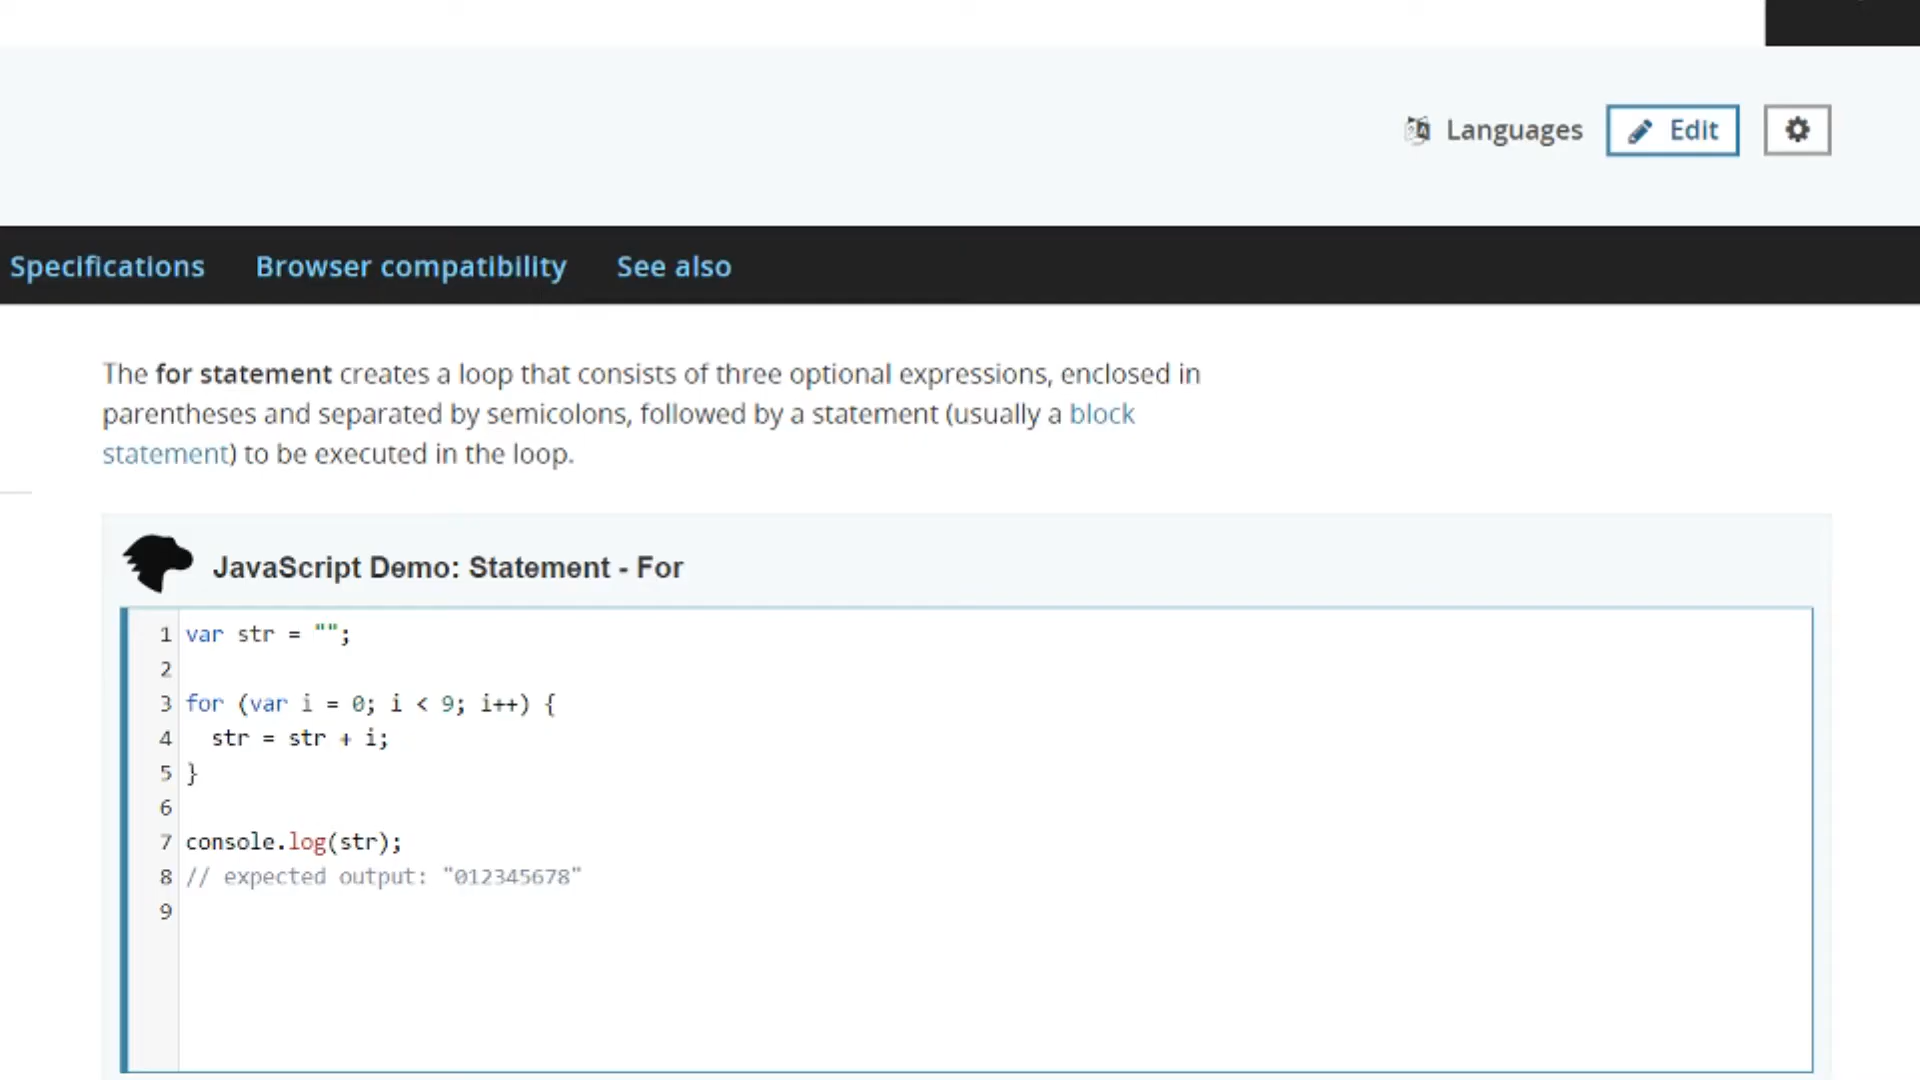 Languages Edit
Specifications Browser compatibility See also
The for statement creates a loop that consists of three optional expressions, enclosed in
parentheses and separated by semicolons, followed by a statement (usually a block
statement) to be executed in the loop.
JavaScript Demo: Statement - For
1 var str = "";
2
3 for (var i = 0; i < 9; i++) {
4   str = str + i;
5 }
6
7 console.log(str);
8 // expected output: "012345678"
9